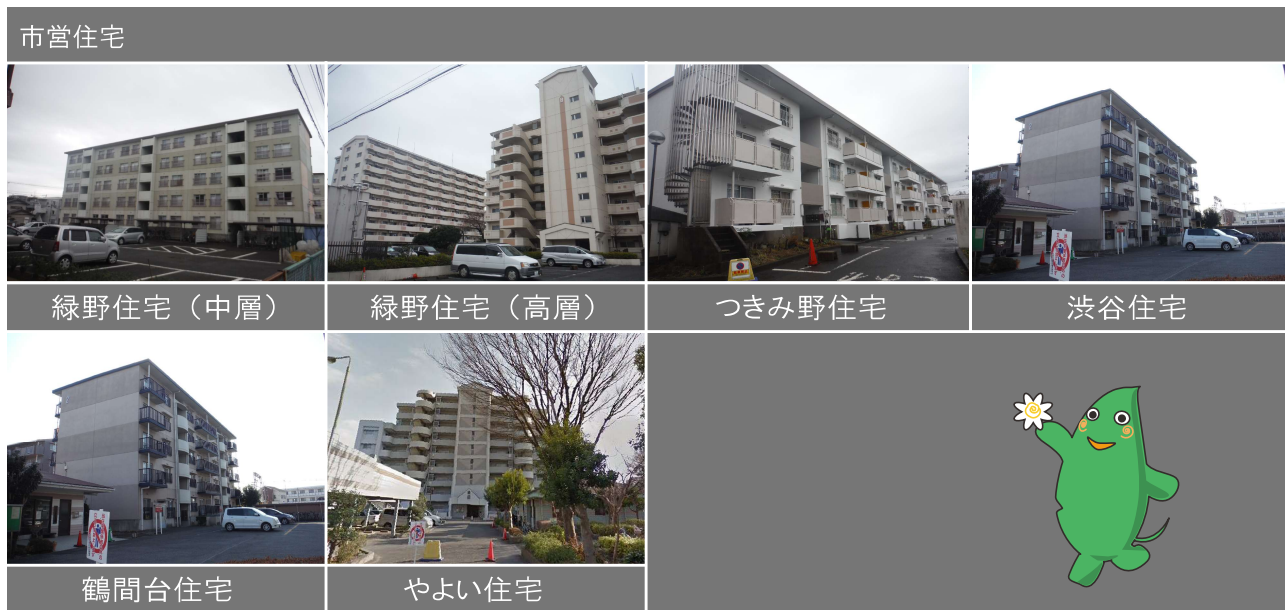 市営住宅
緑野住宅（中層）
緑野住宅（高層）
つきみ野住宅
渋谷住宅
鶴間台住宅
やよい住宅